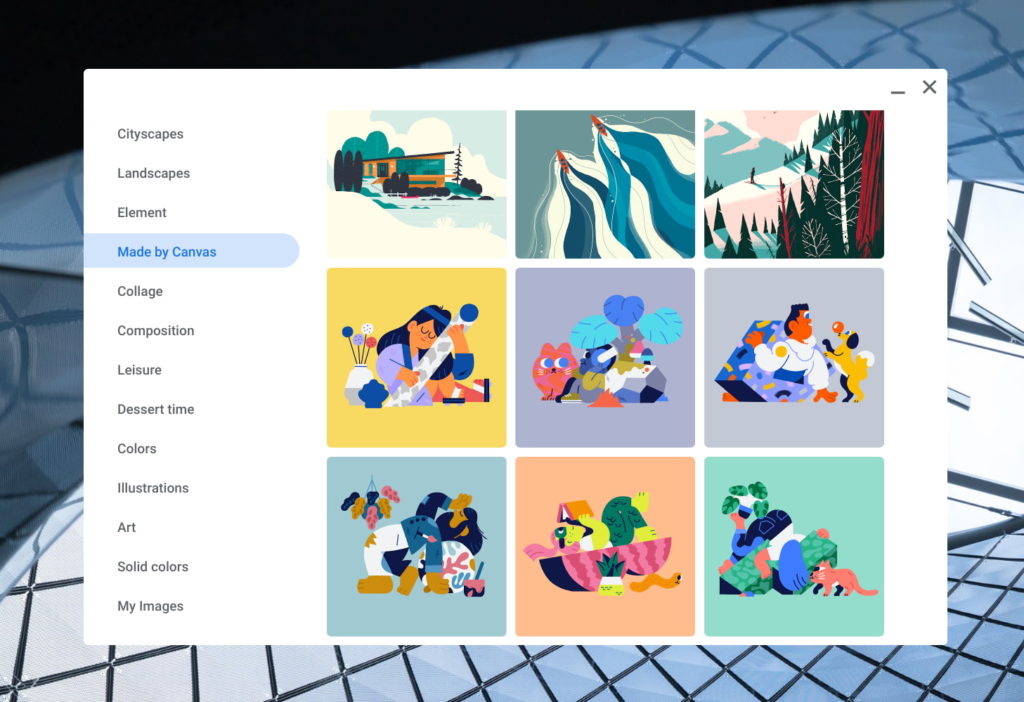 Cityscapes
Landscapes
Element
Made by Canvas
Collage
Composition
Leisure
Dessert time
Colors
Illustrations
Art
Solid colors
My Images